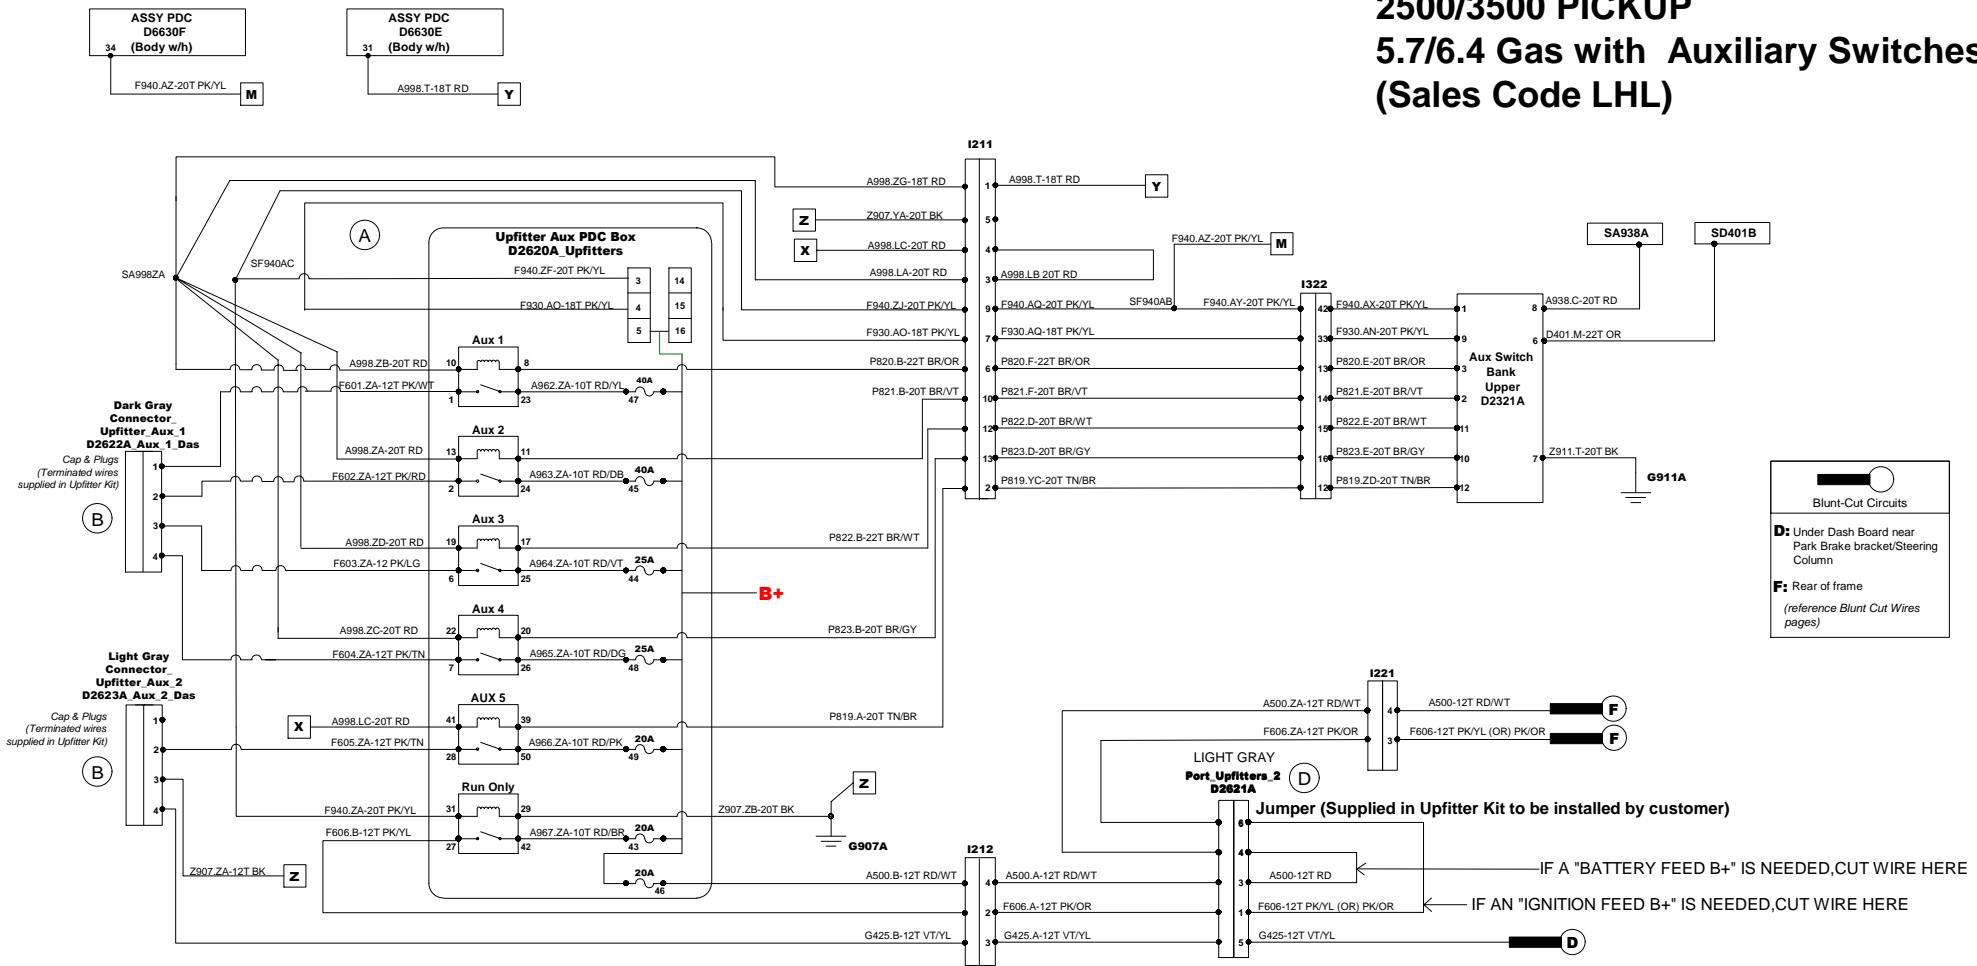 2500/3500 PICKUP
5.7/6.4 Gas with Auxiliary Switches
(Sales Code LHL)
ASSY PDC
D6630F
34 (Body w/h)
F940.AZ-20T PK/YL M
ASSY PDC
D6630E
31 (Body w/h)
A998.T-18T RD Y
I211
A998.ZG-18T RD 1 A998.T-18T RD Y
Z Z907.YA-20T BK 5
X A998.LC-20T RD 4
A998.LA-20T RD 3 A998.LB 20T RD
F940.ZJ-20T PK/YL 9 F940.AQ-20T PK/YL SF940AB F940.AY-20T PK/YL
F940.AZ-20T PK/YL M
F930.AO-18T PK/YL 7 F930.AQ-18T PK/YL
P820.B-22T BR/OR 6 P820.F-22T BR/OR
P821.B-20T BR/VT 10 P821.F-20T BR/VT
12 P822.D-20T BR/WT
13 P823.D-20T BR/GY
2 P819.YC-20T TN/BR
I322
42 F940.AX-20T PK/YL 1
33 F930.AN-20T PK/YL 9
13 P820.E-20T BR/OR 3
14 P821.E-20T BR/VT 2
15 P822.E-20T BR/WT 11
16 P823.E-20T BR/GY 10
12 P819.ZD-20T BR/BR 12
Aux Switch
Bank
Upper
D2321A
8 A938.C-20T RD
6 D401.M-22T OR
7 Z911.T-20T BK
SA938A
SD401B
G911A
SA998ZA
SF940AC
A
Upfitter Aux PDC Box
D2620A_Upfitters
F940.ZF-20T PK/YL 3 14
F930.AO-18T PK/YL 4 15
5 16
Aux 1
A998.ZB-20T RD 10 8
F601.ZA-12T PK/WT 1 23 A962.ZA-10T RD/YL 40A 47
Aux 2
A998.ZA-20T RD 13 11
F602.ZA-12T PK/RD 2 24 A963.ZA-10T RD/DB 40A 45
Aux 3
A998.ZD-20T RD 19 17 P822.B-22T BR/WT
F603.ZA-12 PK/LG 6 25 A964.ZA-10T RD/VT 25A 44
B+
Aux 4
A998.ZC-20T RD 22 20 P823.B-20T BR/GY
F604.ZA-12T PK/TN 7 26 A965.ZA-10T RD/DG 25A 48
AUX 5
X A998.LC-20T RD 41 39 P819.A-20T TN/BR
F605.ZA-12T PK/TN 28 50 A966.ZA-10T RD/PK 20A 49
Run Only
F940.ZA-20T PK/YL 31 29 Z907.ZB-20T BK Z
F606.B-12T PK/YL 27 42 A967.ZA-10T RD/BR 20A 43
G907A
20A 46
Dark Gray
Connector_
Upfitter_Aux_1
D2622A_Aux_1_Das
Cap & Plugs
(Terminated wires
supplied in Upfitter Kit)
B
1
2
3
4
Light Gray
Connector_
Upfitter_Aux_2
D2623A_Aux_2_Das
Cap & Plugs
(Terminated wires
supplied in Upfitter Kit)
B
1
2
3
4
Z907.ZA-12T BK Z
I212
A500.B-12T RD/WT 4 A500.A-12T RD/WT
2 F606.A-12T PK/OR
G425.B-12T VT/YL 3 G425.A-12T VT/YL
I221
A500.ZA-12T RD/WT 4 A500-12T RD/WT F
F606.ZA-12T PK/OR 3 F606-12T PK/YL (OR) PK/OR F
LIGHT GRAY
Port_Upfitters_2
D2621A
D
Jumper (Supplied in Upfitter Kit to be installed by customer)
6
4
3 A500-12T RD
1 F606-12T PK/YL (OR) PK/OR
5 G425-12T VT/YL D
IF A "BATTERY FEED B+" IS NEEDED,CUT WIRE HERE
IF AN "IGNITION FEED B+" IS NEEDED,CUT WIRE HERE
Blunt-Cut Circuits
D: Under Dash Board near
Park Brake bracket/Steering
Column
F: Rear of frame
(reference Blunt Cut Wires
pages)